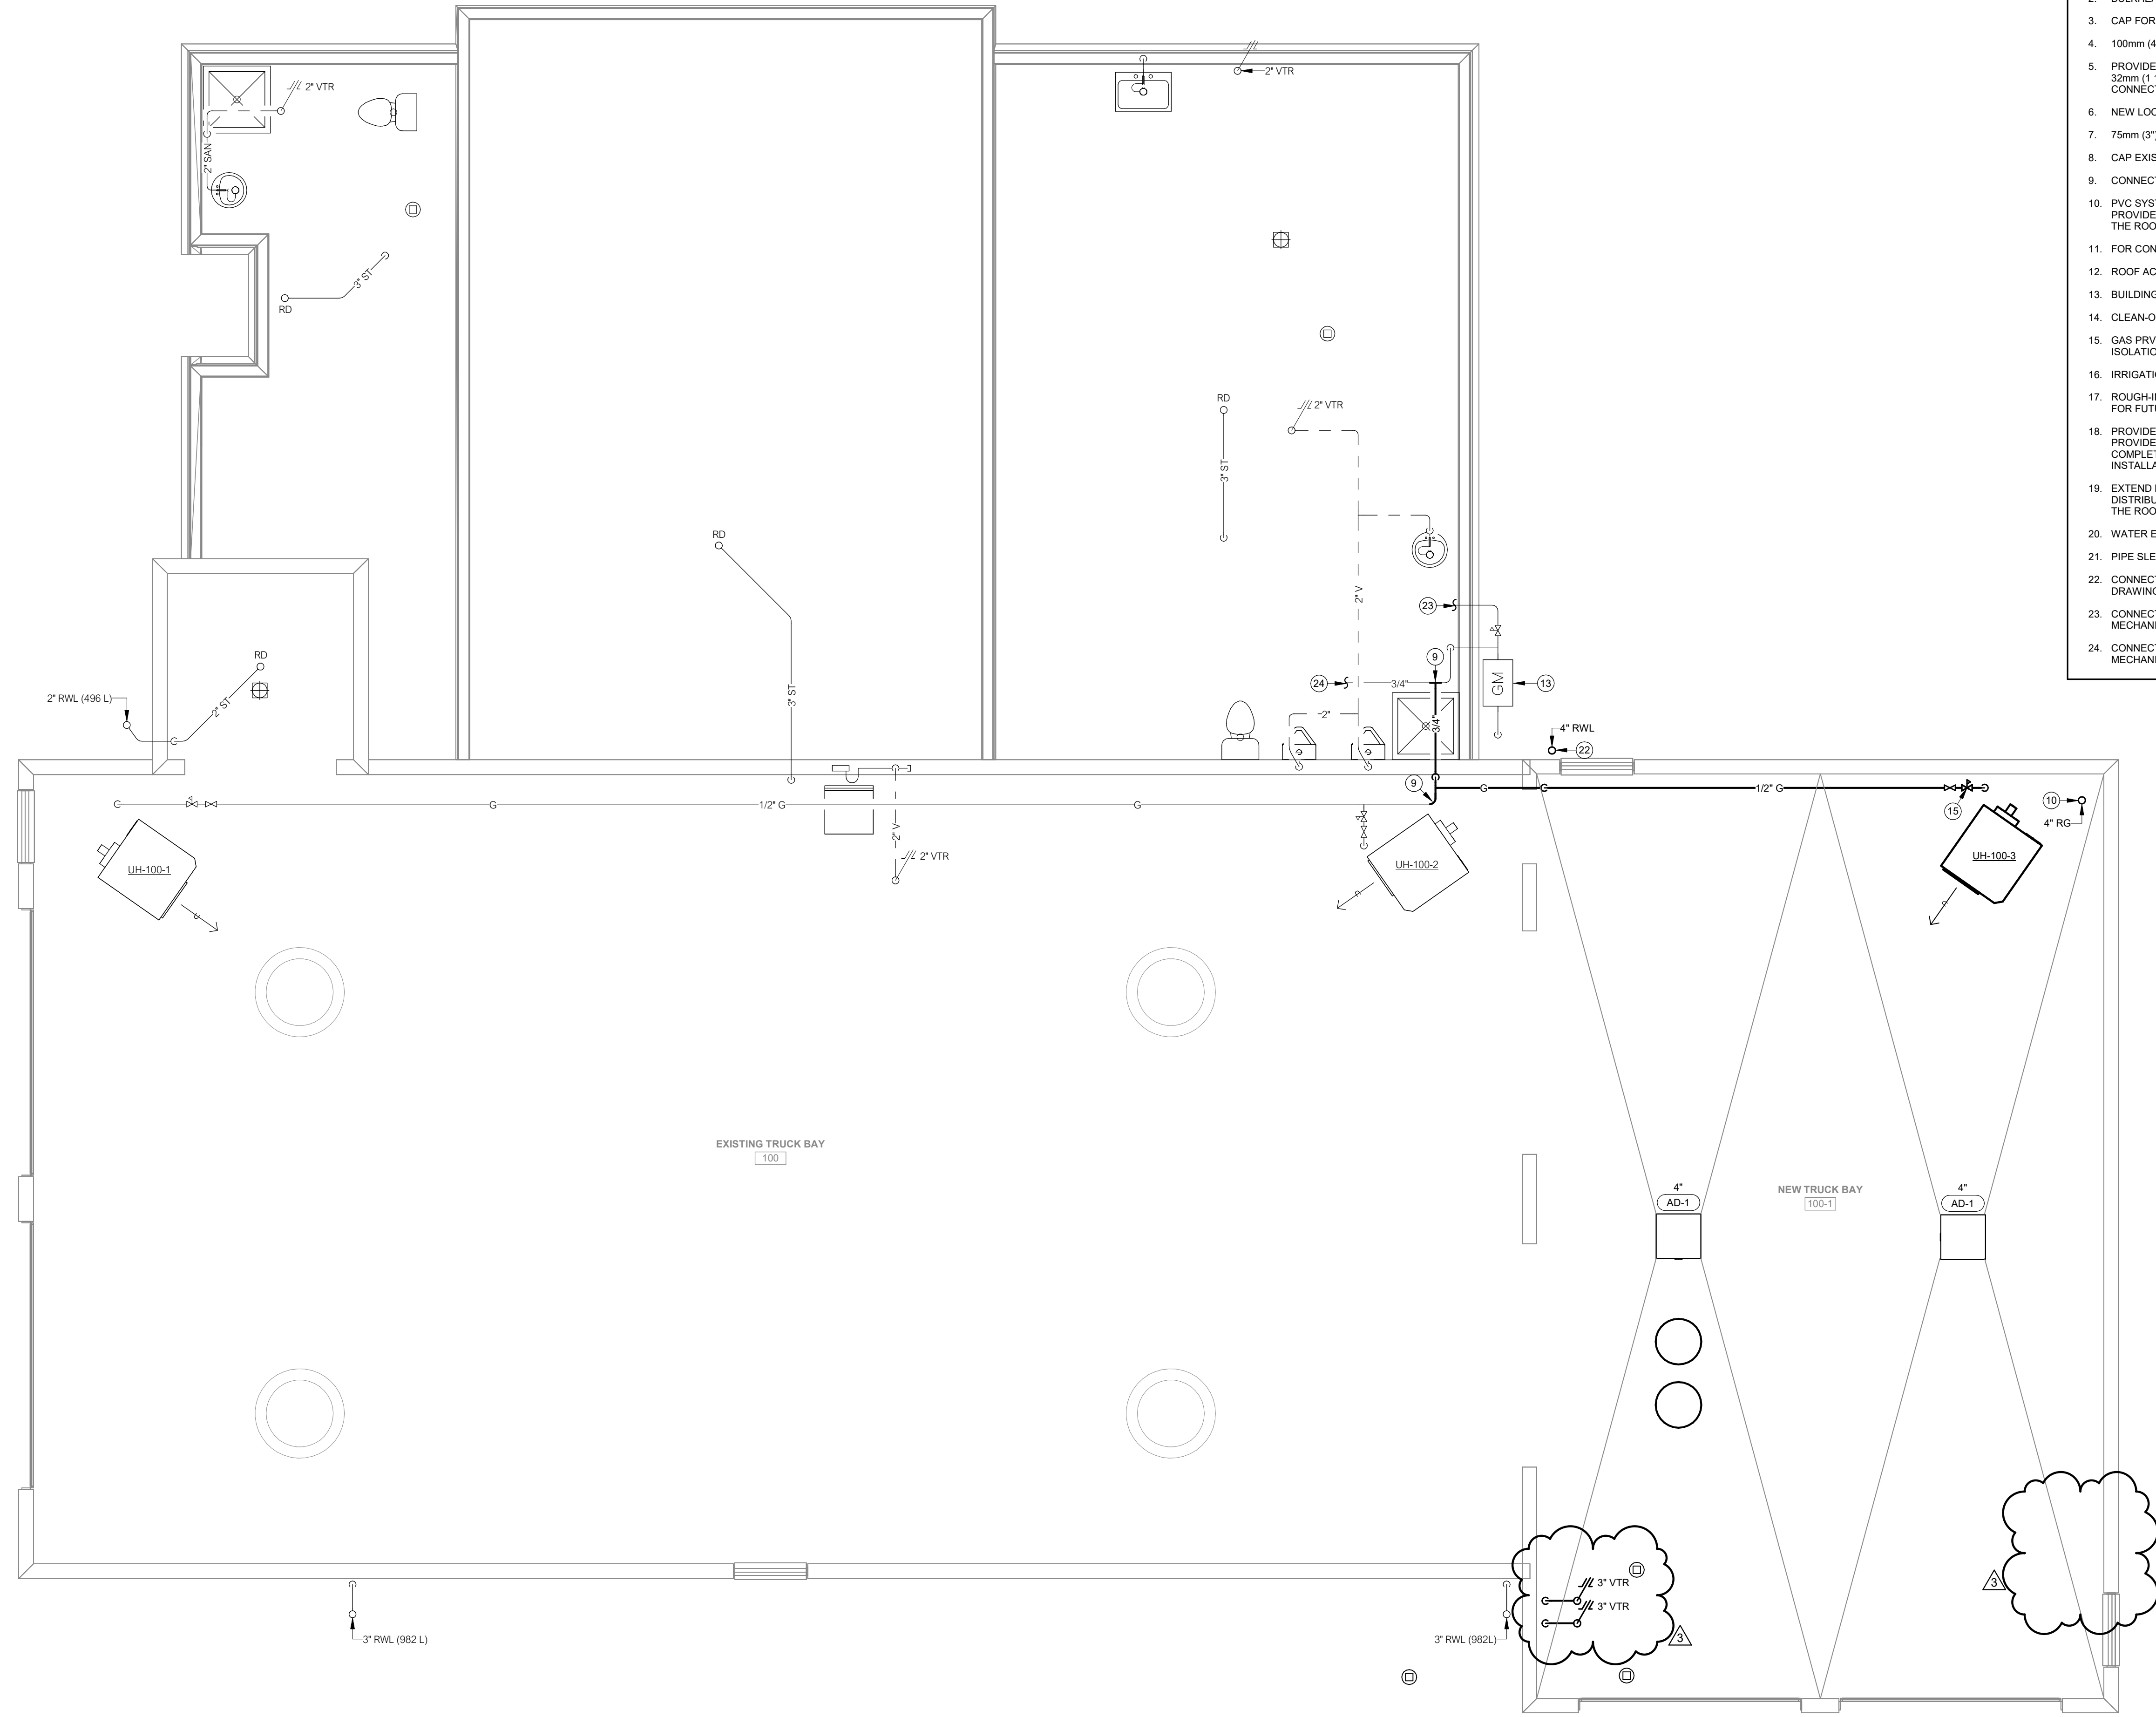 3. CAP FOR
4. 100mm (4
5. PROVIDE
32mm (1
CONNECT
6. NEW LOC
7. 75mm (3")
8. CAP EXIS
9. CONNECT
10. PVC SYST
PROVIDE
THE ROO
11. FOR CON
12. ROOF AC
13. BUILDING
14. CLEAN-O
15. GAS PRV
ISOLATIO
16. IRRIGATI
17. ROUGH-I
FOR FUTU
18. PROVIDE
PROVIDE
COMPLET
INSTALLA
19. EXTEND
DISTRIBU
THE ROO
20. WATER E
21. PIPE SLE
22. CONNECT
DRAWING
23. CONNECT
MECHANI
24. CONNECT
MECHANI
2" VTR
2" VTR
2" SAN
3" ST
RD
RD
3" ST
2" VTR
RD
3" ST
2" V
23
9
24
3/4"
GM
13
2"
3/4"
RD
2" ST
2" RWL (496 L)
4" RWL
22
9
G
1/2" G
G
G
1/2" G
15
10
4" RG
2" V
2" VTR
UH-100-1
UH-100-2
UH-100-3
EXISTING TRUCK BAY
100
NEW TRUCK BAY
100-1
4"
AD-1
4"
AD-1
3" VTR
3" VTR
3
3
3" RWL (982 L)
3" RWL (982L)